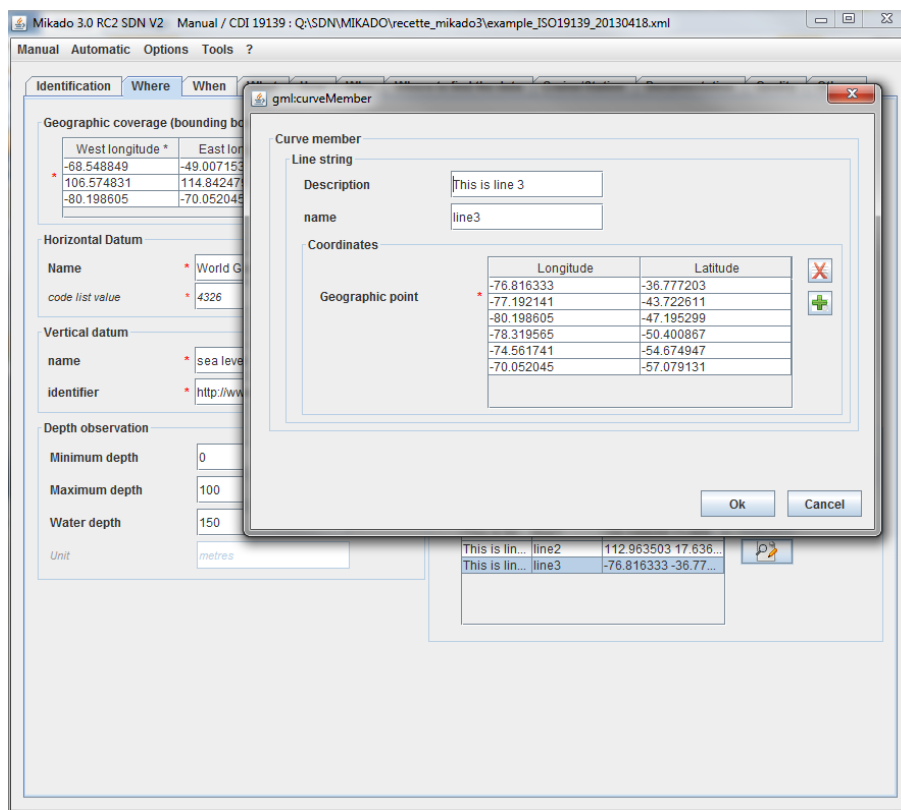 Mikado 3.0 RC2 SDN V2 Manual / CDI 19139 : Q:\SDN\MIKADO\recette_mikado3\example_ISO19139_20130418.xml
Manual Automatic Options Tools ?
Identification Where When
gml:curveMember
Geographic coverage (bounding bo
West longitude * East lon
* -68.548849 -49.007153
106.574831 114.842475
-80.198605 -70.052045
Curve member
Line string
Description This is line 3
name line3
Coordinates
Longitude Latitude
Geographic point *
-76.816333 -36.777203
-77.192141 -43.722611
-80.198605 -47.195299
-78.319565 -50.400867
-74.561741 -54.674947
-70.052045 -57.079131
Ok Cancel
Horizontal Datum
Name * World G
code list value * 4326
Vertical datum
name * sea leve
identifier * http://ww
Depth observation
Minimum depth 0
Maximum depth 100
Water depth 150
Unit metres
This is lin... line2 112.963503 17.636...
This is lin... line3 -76.816333 -36.77...